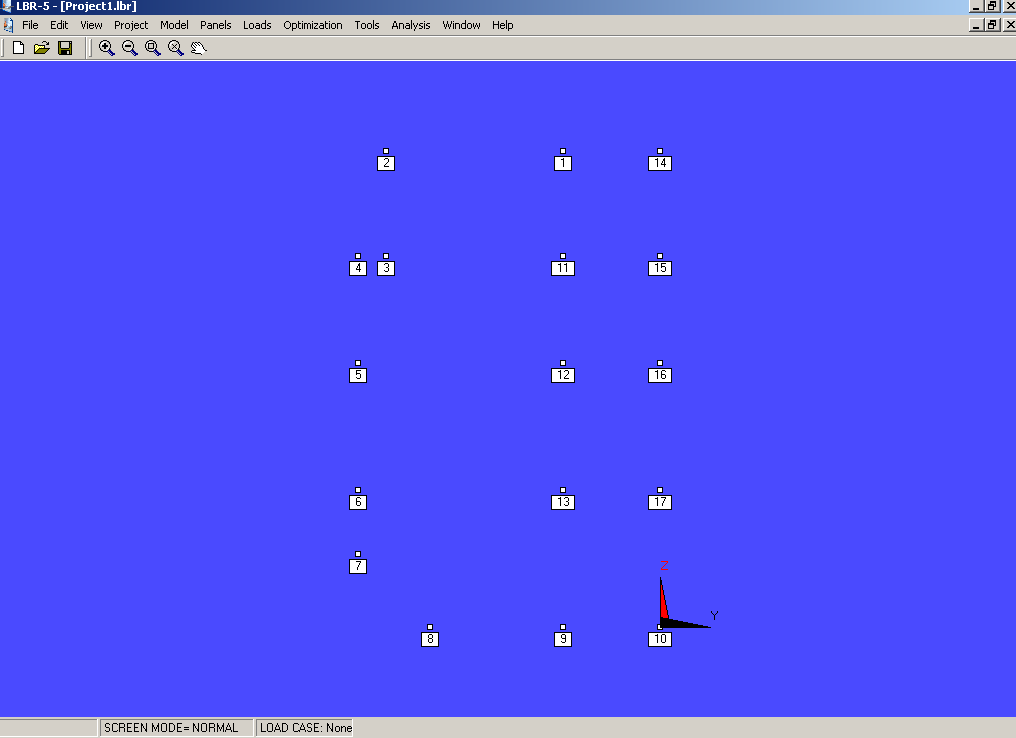 LBR-5 - [Project1.lbr]
File Edit View Project Model Panels Loads Optimization Tools Analysis Window Help
2 1 14
4 3 11 15
5 12 16
6 13 17
7
Z
Y
8 9 10
SCREEN MODE= NORMAL LOAD CASE: None